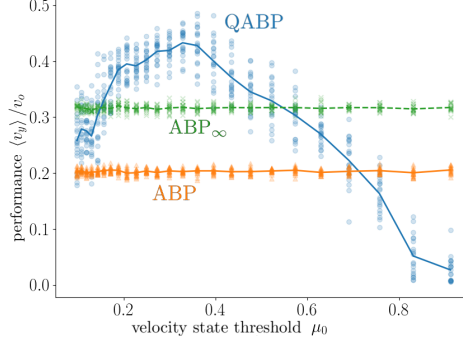 0.5
QABP
0.4
0.3
ABP∞
0.2
ABP
0.1
0.0
0.2
0.4
0.6
0.8
performance ⟨v_y⟩/v_o
velocity state threshold μ_0